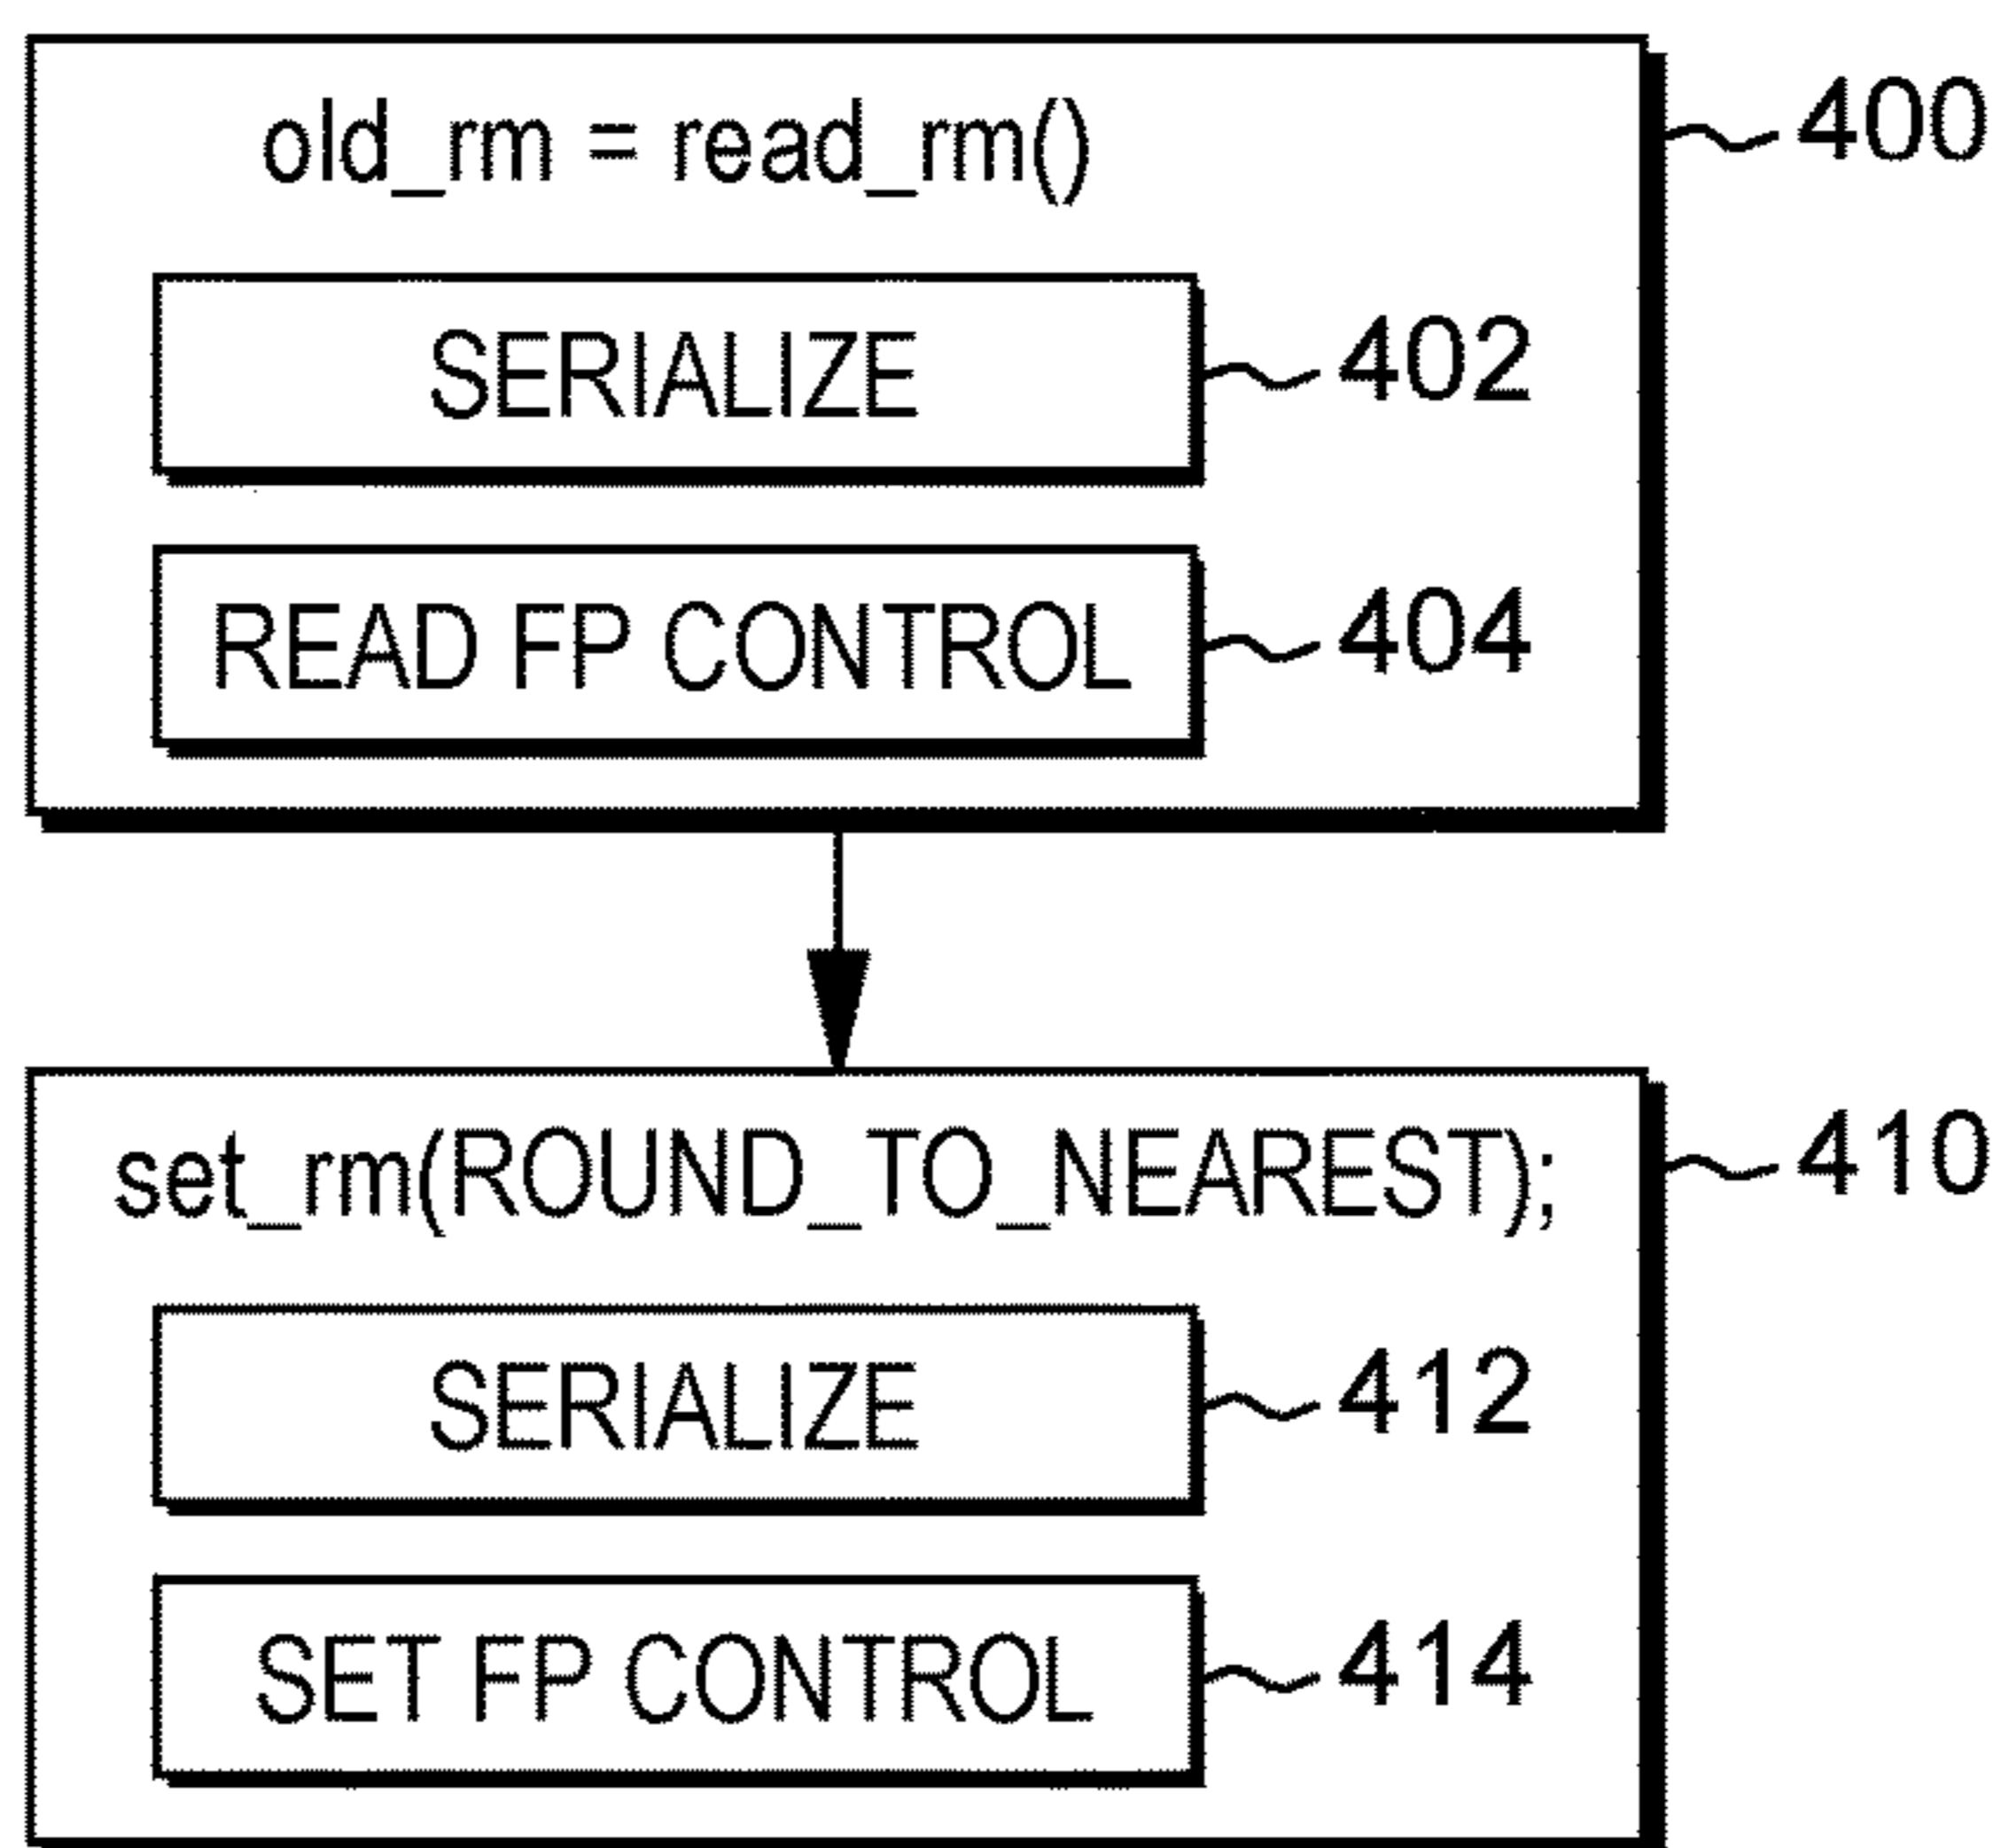 old_rm = read_rm() 400
SERIALIZE 402
READ FP CONTROL 404
set_rm(ROUND_TO_NEAREST); 410
SERIALIZE 412
SET FP CONTROL 414